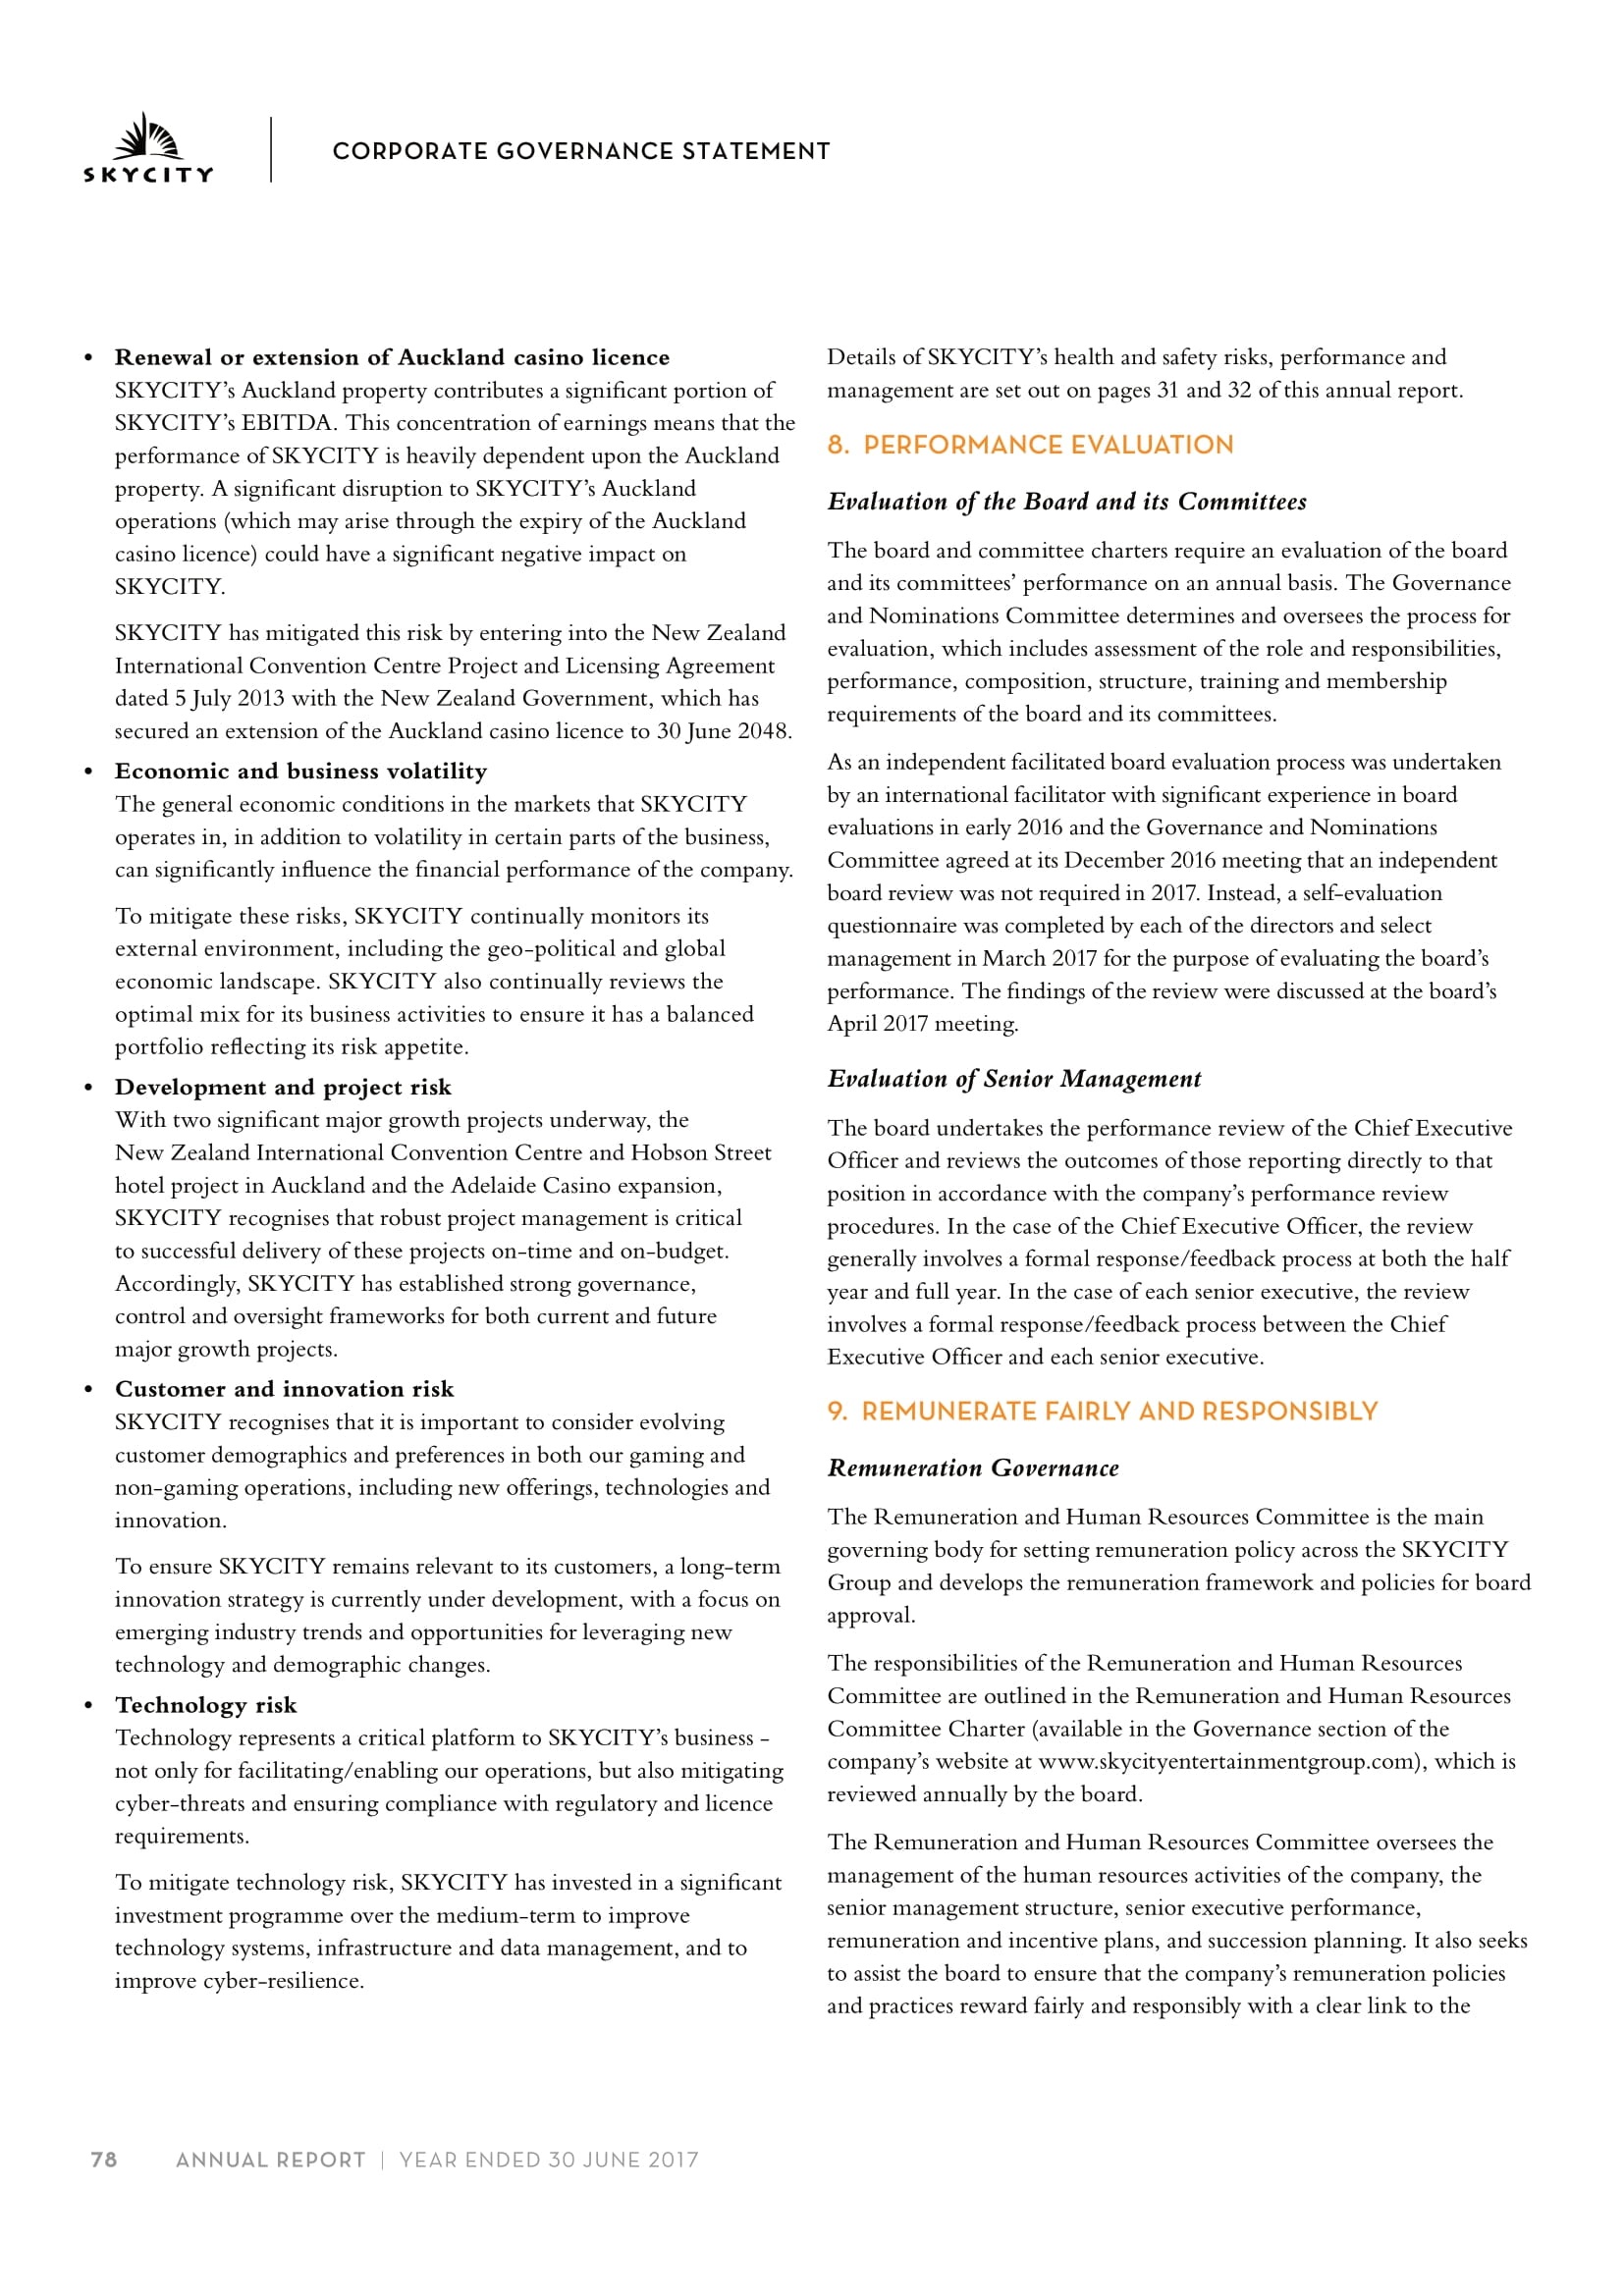 SKYCITY
CORPORATE GOVERNANCE STATEMENT
• Renewal or extension of Auckland casino licence
SKYCITY’s Auckland property contributes a significant portion of
SKYCITY’s EBITDA. This concentration of earnings means that the
performance of SKYCITY is heavily dependent upon the Auckland
property. A significant disruption to SKYCITY’s Auckland
operations (which may arise through the expiry of the Auckland
casino licence) could have a significant negative impact on
SKYCITY.
SKYCITY has mitigated this risk by entering into the New Zealand
International Convention Centre Project and Licensing Agreement
dated 5 July 2013 with the New Zealand Government, which has
secured an extension of the Auckland casino licence to 30 June 2048.
• Economic and business volatility
The general economic conditions in the markets that SKYCITY
operates in, in addition to volatility in certain parts of the business,
can significantly influence the financial performance of the company.
To mitigate these risks, SKYCITY continually monitors its
external environment, including the geo-political and global
economic landscape. SKYCITY also continually reviews the
optimal mix for its business activities to ensure it has a balanced
portfolio reflecting its risk appetite.
• Development and project risk
With two significant major growth projects underway, the
New Zealand International Convention Centre and Hobson Street
hotel project in Auckland and the Adelaide Casino expansion,
SKYCITY recognises that robust project management is critical
to successful delivery of these projects on-time and on-budget.
Accordingly, SKYCITY has established strong governance,
control and oversight frameworks for both current and future
major growth projects.
• Customer and innovation risk
SKYCITY recognises that it is important to consider evolving
customer demographics and preferences in both our gaming and
non-gaming operations, including new offerings, technologies and
innovation.
To ensure SKYCITY remains relevant to its customers, a long-term
innovation strategy is currently under development, with a focus on
emerging industry trends and opportunities for leveraging new
technology and demographic changes.
• Technology risk
Technology represents a critical platform to SKYCITY’s business -
not only for facilitating/enabling our operations, but also mitigating
cyber-threats and ensuring compliance with regulatory and licence
requirements.
To mitigate technology risk, SKYCITY has invested in a significant
investment programme over the medium-term to improve
technology systems, infrastructure and data management, and to
improve cyber-resilience.
Details of SKYCITY’s health and safety risks, performance and
management are set out on pages 31 and 32 of this annual report.
8. PERFORMANCE EVALUATION
Evaluation of the Board and its Committees
The board and committee charters require an evaluation of the board
and its committees’ performance on an annual basis. The Governance
and Nominations Committee determines and oversees the process for
evaluation, which includes assessment of the role and responsibilities,
performance, composition, structure, training and membership
requirements of the board and its committees.
As an independent facilitated board evaluation process was undertaken
by an international facilitator with significant experience in board
evaluations in early 2016 and the Governance and Nominations
Committee agreed at its December 2016 meeting that an independent
board review was not required in 2017. Instead, a self-evaluation
questionnaire was completed by each of the directors and select
management in March 2017 for the purpose of evaluating the board’s
performance. The findings of the review were discussed at the board’s
April 2017 meeting.
Evaluation of Senior Management
The board undertakes the performance review of the Chief Executive
Officer and reviews the outcomes of those reporting directly to that
position in accordance with the company’s performance review
procedures. In the case of the Chief Executive Officer, the review
generally involves a formal response/feedback process at both the half
year and full year. In the case of each senior executive, the review
involves a formal response/feedback process between the Chief
Executive Officer and each senior executive.
9. REMUNERATE FAIRLY AND RESPONSIBLY
Remuneration Governance
The Remuneration and Human Resources Committee is the main
governing body for setting remuneration policy across the SKYCITY
Group and develops the remuneration framework and policies for board
approval.
The responsibilities of the Remuneration and Human Resources
Committee are outlined in the Remuneration and Human Resources
Committee Charter (available in the Governance section of the
company’s website at www.skycityentertainmentgroup.com), which is
reviewed annually by the board.
The Remuneration and Human Resources Committee oversees the
management of the human resources activities of the company, the
senior management structure, senior executive performance,
remuneration and incentive plans, and succession planning. It also seeks
to assist the board to ensure that the company’s remuneration policies
and practices reward fairly and responsibly with a clear link to the
78 ANNUAL REPORT | YEAR ENDED 30 JUNE 2017